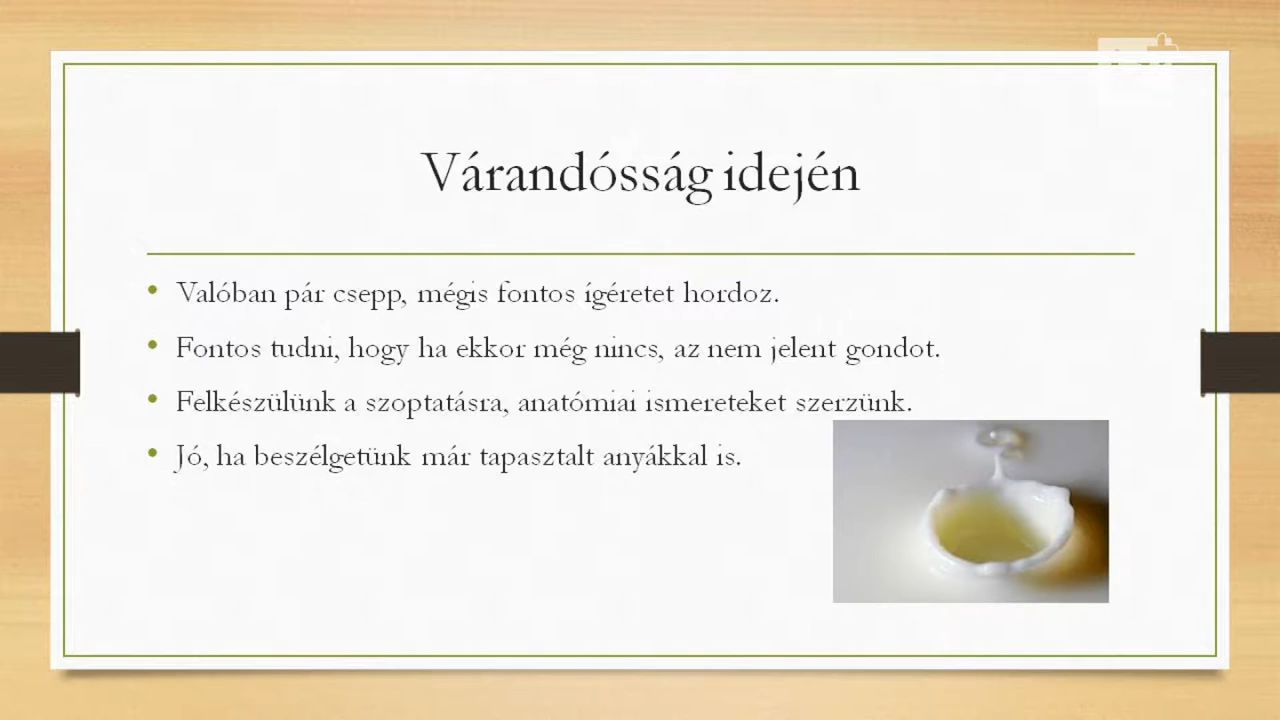 Várandósság idején
Valóban pár csepp, mégis fontos ígéretet hordoz.
Fontos tudni, hogy ha ekkor még nincs, az nem jelent gondot.
Felkészülünk a szoptatásra, anatómiai ismereteket szerzünk.
Jó, ha beszélgetünk már tapasztalt anyákkal is.